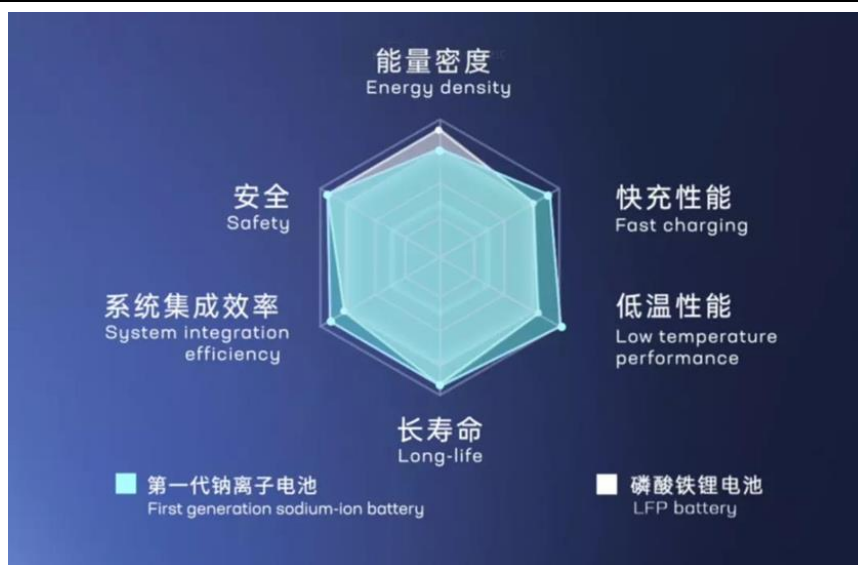 能量密度
Energy density
安全
Safety
快充性能
Fast charging
系统集成效率
System integration
efficiency
低温性能
Low temperature
performance
长寿命
Long-life
第一代钠离子电池
First generation sodium-ion battery
磷酸铁锂电池
LFP battery